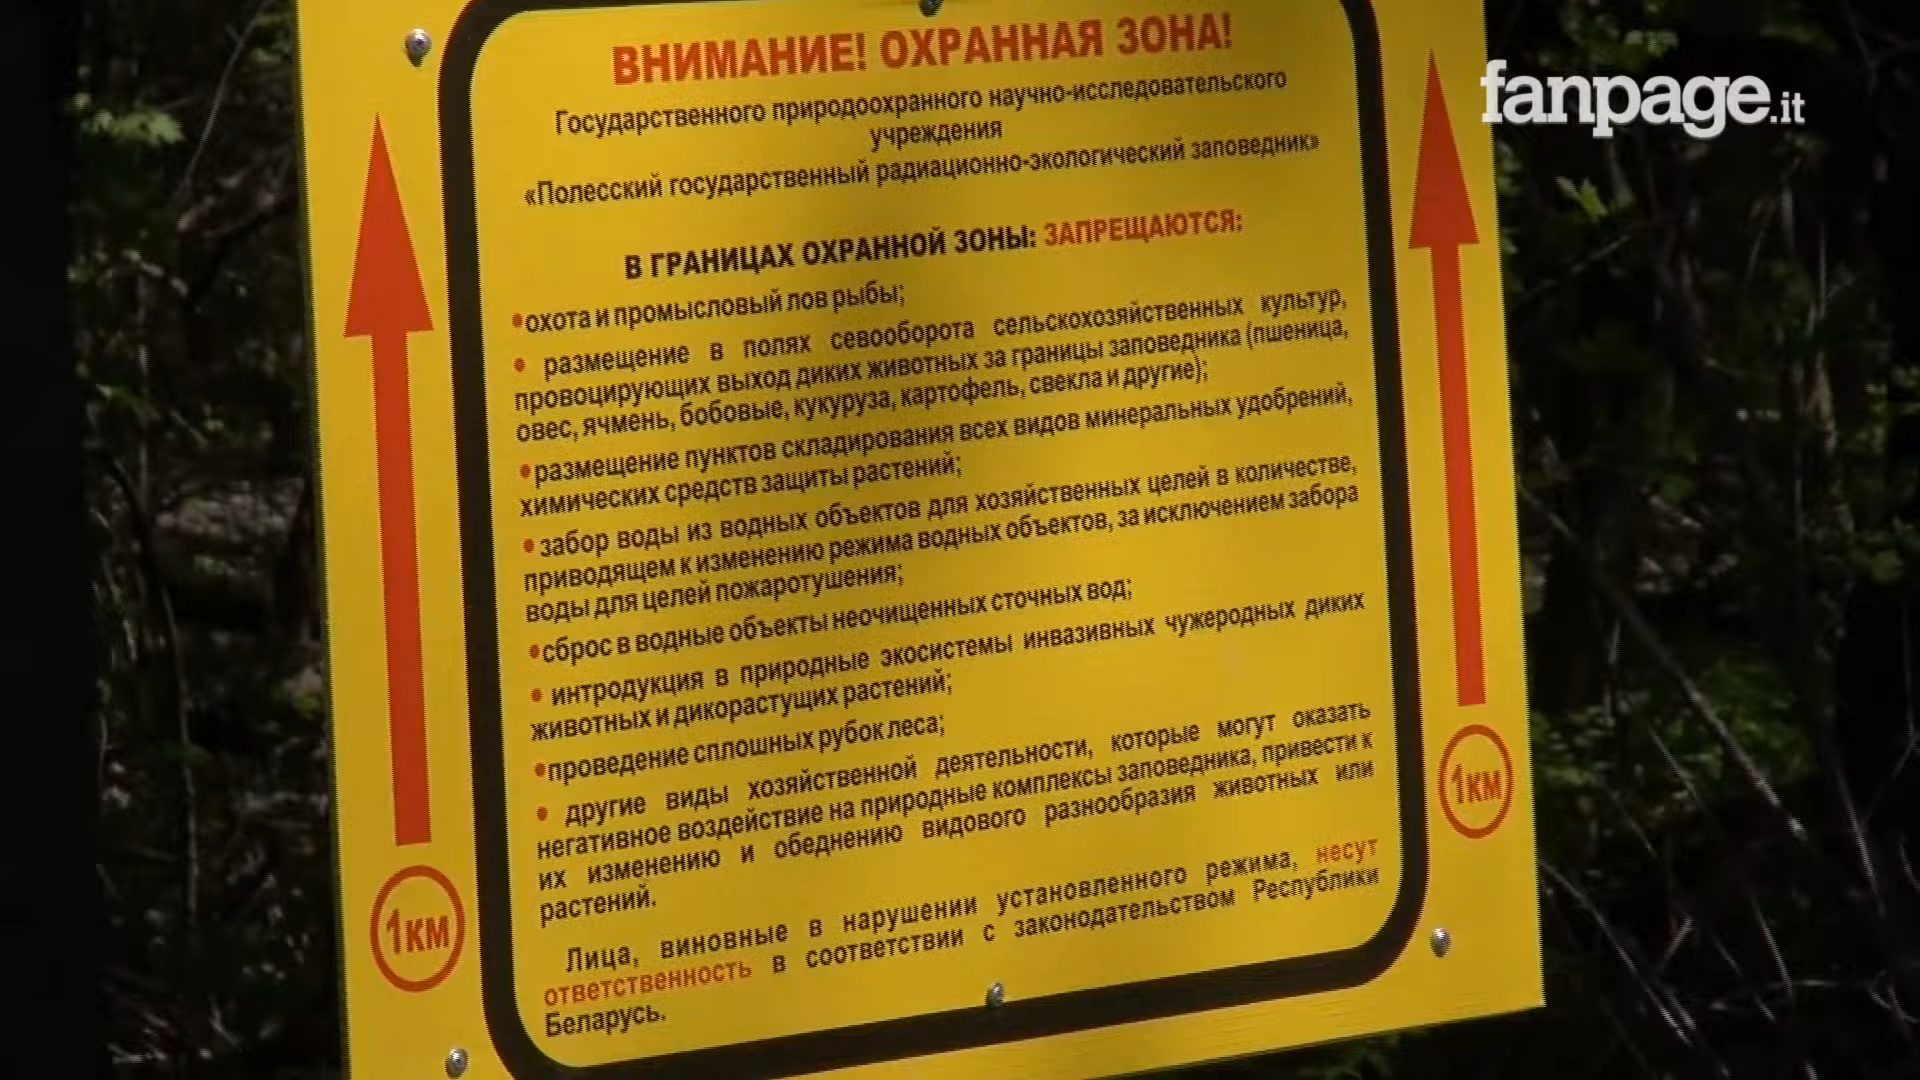 ВНИМАНИЕ! ОХРАННАЯ ЗОНА!
Государственного природоохранного научно-исследовательского
учреждения
«Полесский государственный радиационно-экологический заповедник»
В ГРАНИЦАХ ОХРАННОЙ ЗОНЫ: ЗАПРЕЩАЮТСЯ:
•охота и промысловый лов рыбы;
• размещение в полях севооборота сельскохозяйственных культур,
провоцирующих выход диких животных за границы заповедника (пшеница,
овес, ячмень, бобовые, кукуруза, картофель, свекла и другие);
•размещение пунктов складирования всех видов минеральных удобрений,
химических средств защиты растений;
•забор воды из водных объектов для хозяйственных целей в количестве,
приводящем к изменению режима водных объектов, за исключением забора
воды для целей пожаротушения;
•сброс в водные объекты неочищенных сточных вод;
• интродукция в природные экосистемы инвазивных чужеродных диких
животных и дикорастущих растений;
•проведение сплошных рубок леса;
• другие виды хозяйственной деятельности, которые могут оказать
негативное воздействие на природные комплексы заповедника, привести к
их изменению и обеднению видового разнообразия животных или
растений.
Лица, виновные в нарушении установленного режима, несут
ответственность в соответствии с законодательством Республики
Беларусь.
1км
1км
fanpage.it